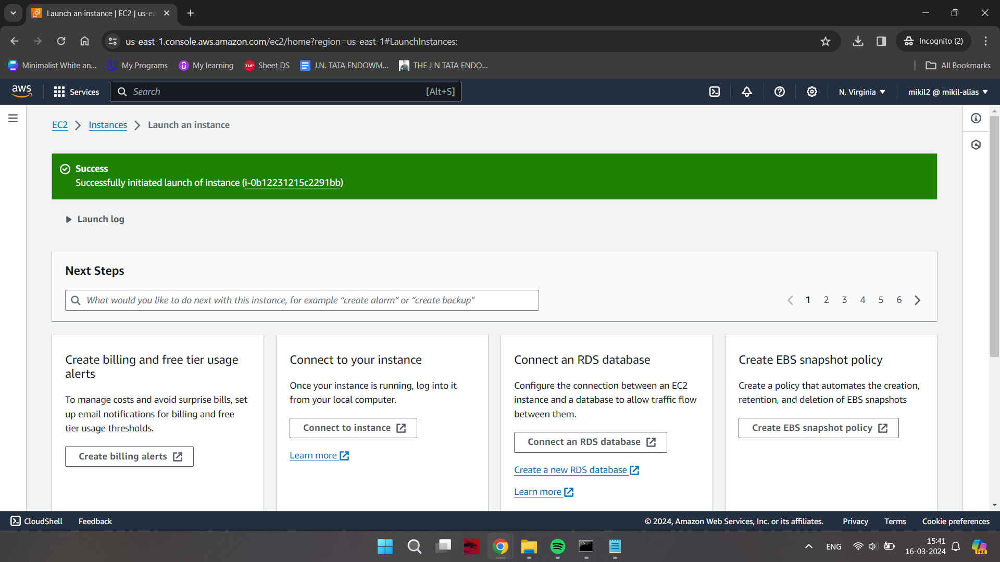 Launch an instance | EC2 | us-ea
us-east-1.console.aws.amazon.com/ec2/home?region=us-east-1#LaunchInstances:
Incognito (2)
Minimalist White an...
My Programs
My learning
TUF
Sheet DS
J.N. TATA ENDOWM...
THE J N TATA ENDO...
All Bookmarks
aws
Services
Search
[Alt+S]
N. Virginia
mikil2 @ mikil-alias
EC2
Instances
Launch an instance
Success
Successfully initiated launch of instance (i-0b12231215c2291bb)
Launch log
Next Steps
What would you like to do next with this instance, for example “create alarm” or “create backup"
1 2 3 4 5 6
Create billing and free tier usage
alerts
To manage costs and avoid surprise bills, set
up email notifications for billing and free
tier usage thresholds.
Create billing alerts
Connect to your instance
Once your instance is running, log into it
from your local computer.
Connect to instance
Learn more
Connect an RDS database
Configure the connection between an EC2
instance and a database to allow traffic flow
between them.
Connect an RDS database
Create a new RDS database
Learn more
Create EBS snapshot policy
Create a policy that automates the creation,
retention, and deletion of EBS snapshots
Create EBS snapshot policy
CloudShell
Feedback
© 2024, Amazon Web Services, Inc. or its affiliates.
Privacy
Terms
Cookie preferences
ENG
15:41
16-03-2024
PRE